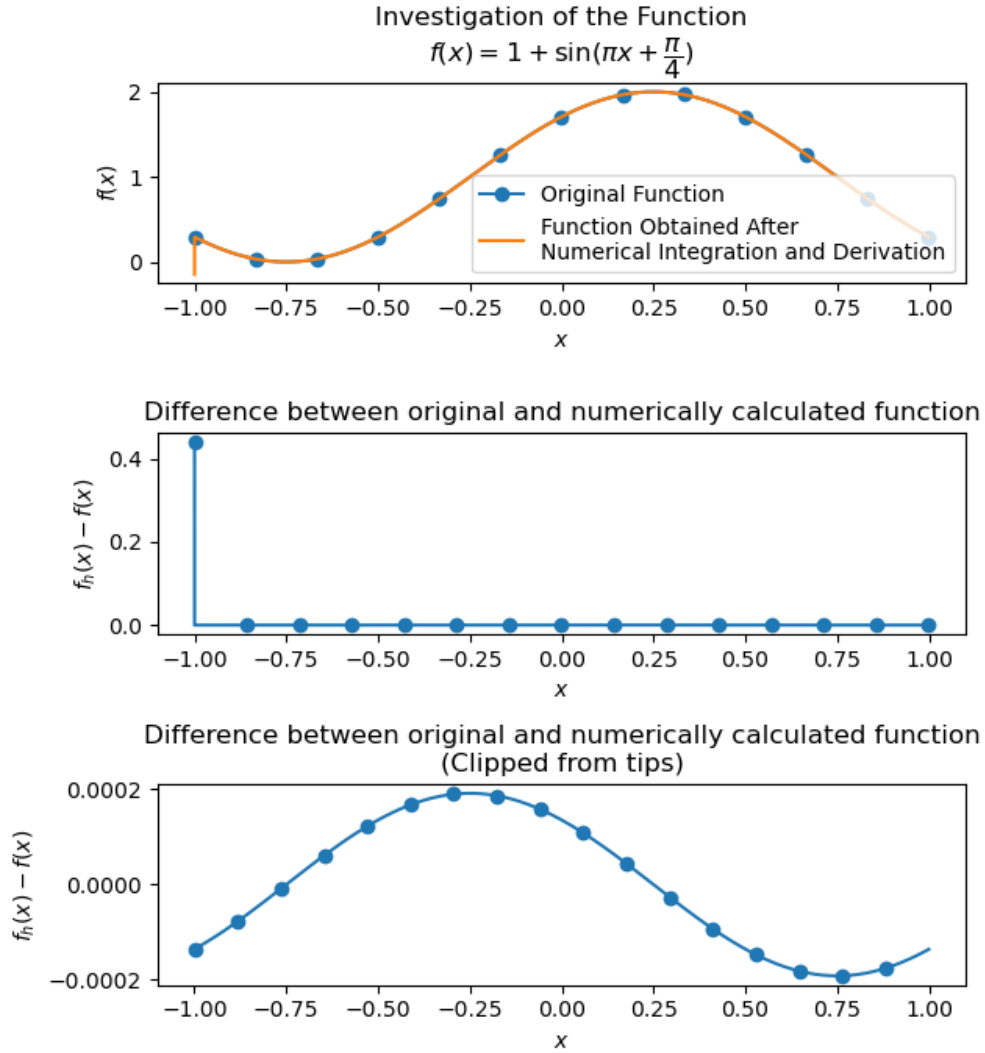 Investigation of the Function
f(x) = 1 + sin(πx + π/4)
2
1
0
f(x)
Original Function
Function Obtained After
Numerical Integration and Derivation
−1.00 −0.75 −0.50 −0.25 0.00 0.25 0.50 0.75 1.00
x
Difference between original and numerically calculated function
0.4
0.2
0.0
f_h(x) − f(x)
−1.00 −0.75 −0.50 −0.25 0.00 0.25 0.50 0.75 1.00
x
Difference between original and numerically calculated function
(Clipped from tips)
0.0002
0.0000
−0.0002
f_h(x) − f(x)
−1.00 −0.75 −0.50 −0.25 0.00 0.25 0.50 0.75 1.00
x